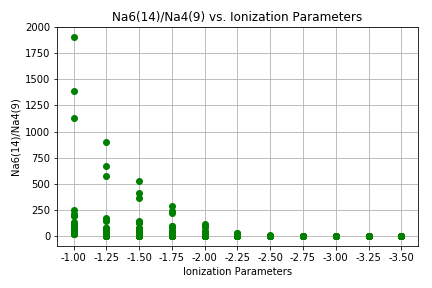 Na6(14)/Na4(9) vs. Ionization Parameters
Na6(14)/Na4(9)
2000
1750
1500
1250
1000
750
500
250
0
-1.00 -1.25 -1.50 -1.75 -2.00 -2.25 -2.50 -2.75 -3.00 -3.25 -3.50
Ionization Parameters